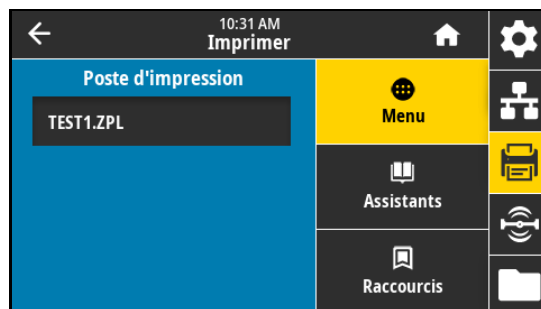 10:31 AM
Imprimer
Poste d'impression
TEST1.ZPL
Menu
Assistants
Raccourcis